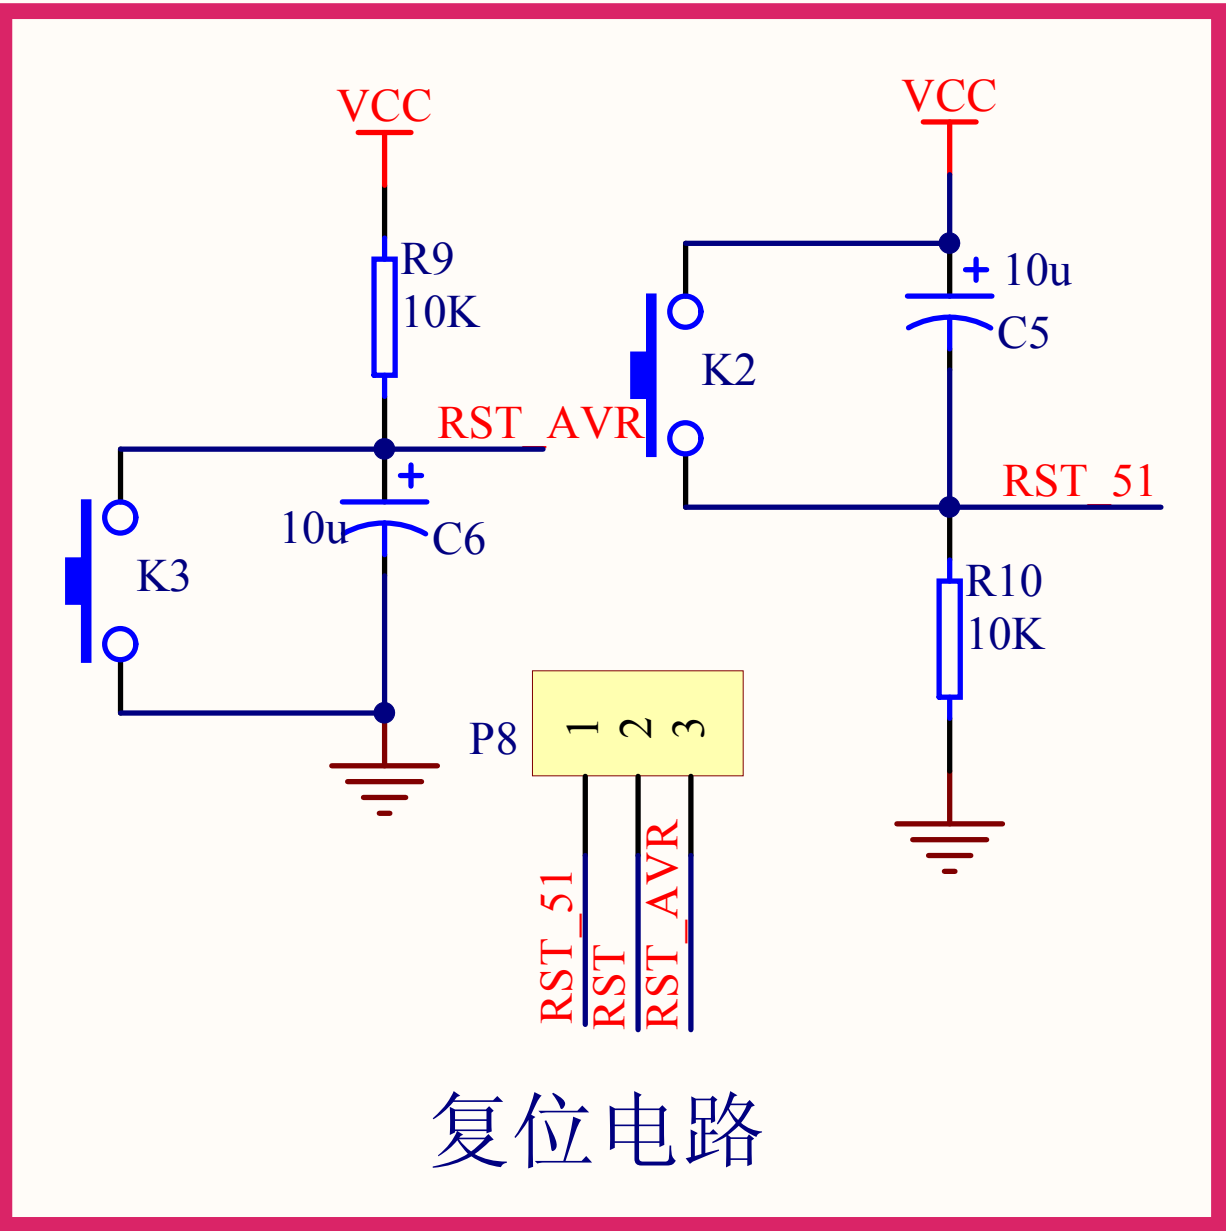 VCC
VCC
R9
10K
+ 10u
C5
K2
RST_AVR
+
10u
C6
K3
RST_51
R10
10K
P8
1 2 3
RST_51
RST
RST_AVR
复位电路